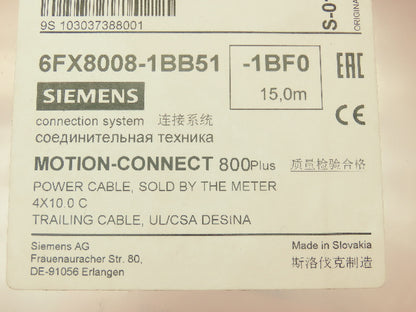 9S 103037388001
6FX8008-1BB51 -1BF0
15,0m
EAC
SIEMENS
connection system 连接系统
соединительная техника
CE
MOTION-CONNECT 800Plus 质量检验合格
POWER CABLE, SOLD BY THE METER
4X10.0 C
TRAILING CABLE, UL/CSA DESINA
Siemens AG
Frauenauracher Str. 80,
DE-91056 Erlangen
Made in Slovakia
斯洛伐克制造
ORIGINA